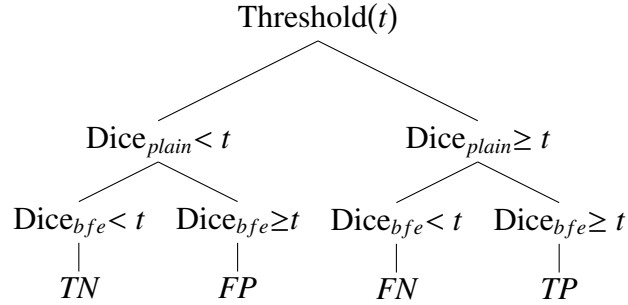 Threshold(t)
Dice_plain < t Dice_plain ≥ t
Dice_bfe < t Dice_bfe ≥t Dice_bfe < t Dice_bfe ≥ t
TN FP FN TP